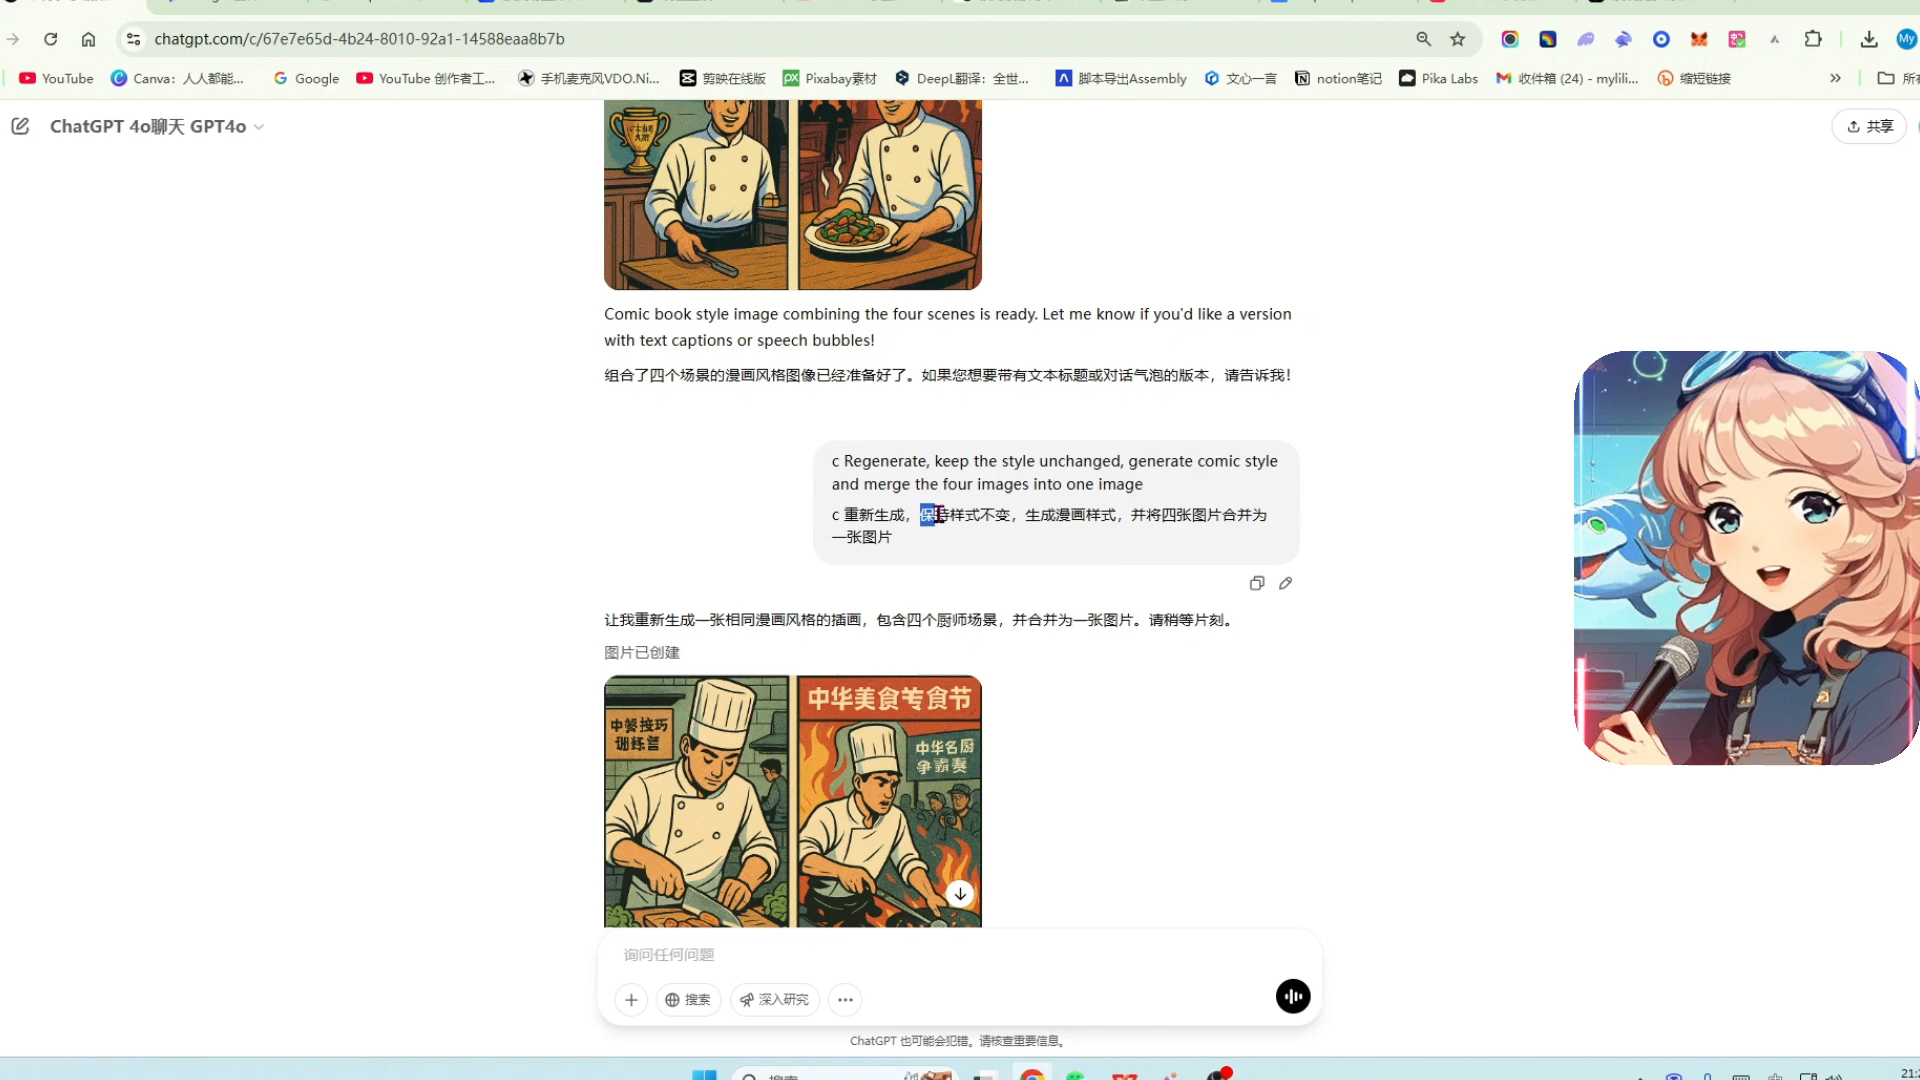 chatgpt.com/c/67e7e65d-4b24-8010-92a1-14588eaa8b7b
My
YouTube
Canva：人人都能...
Google
YouTube 创作者工...
手机麦克风VDO.Ni...
剪映在线版
Pixabay素材
DeepL翻译：全世...
脚本导出Assembly
文心一言
notion笔记
Pika Labs
收件箱 (24) - mylili...
缩短链接
ChatGPT 4o聊天 GPT4o
共享
Comic book style image combining the four scenes is ready. Let me know if you'd like a version
with text captions or speech bubbles!
组合了四个场景的漫画风格图像已经准备好了。如果您想要带有文本标题或对话气泡的版本，请告诉我！
c Regenerate, keep the style unchanged, generate comic style
and merge the four images into one image
c 重新生成，保持样式不变，生成漫画样式，并将四张图片合并为
一张图片
让我重新生成一张相同漫画风格的插画，包含四个厨师场景，并合并为一张图片。请稍等片刻。
图片已创建
中华美食专食节
中华名厨
争霸赛
询问任何问题
搜索
深入研究
ChatGPT 也可能会犯错。请核查重要信息。